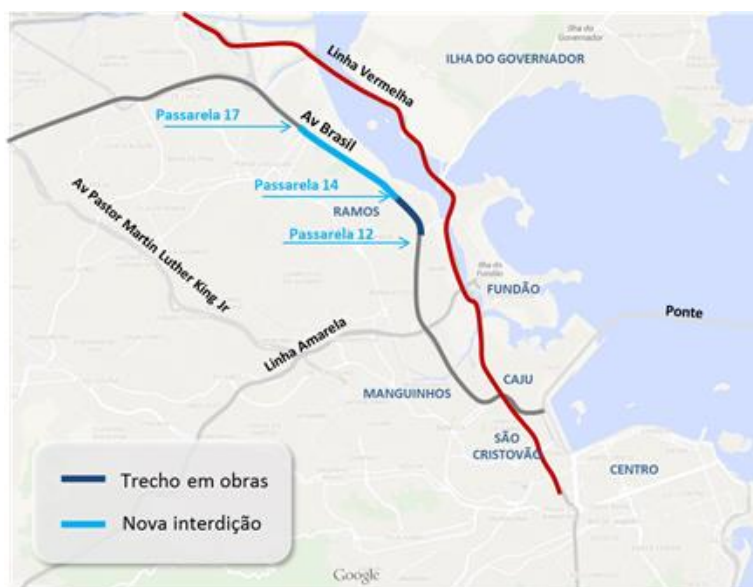 Linha Vermelha
ILHA DO GOVERNADOR
Ilha do
Governador
Passarela 17
Av Brasil
Passarela 14
RAMOS
Passarela 12
Av Pastor Martin Luther King Jr
Ilha do
Fundão
FUNDÃO
Ponte
Linha Amarela
MANGUINHOS
CAJU
SÃO
CRISTOVÃO
CENTRO
Trecho em obras
Nova interdição
Google